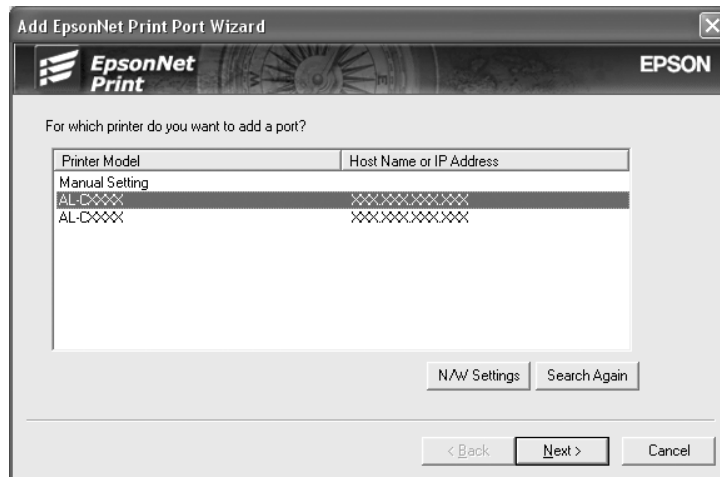 Add EpsonNet Print Port Wizard
EpsonNet
Print
EPSON
For which printer do you want to add a port?
Printer Model Host Name or IP Address
Manual Setting
AL-CXXXX XXX.XXX.XXX.XXX
AL-CXXXX XXX.XXX.XXX.XXX
N/W Settings Search Again
< Back Next > Cancel